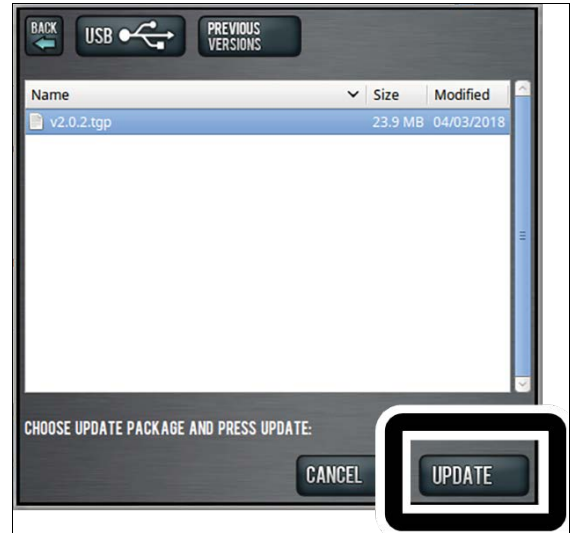 BACK USB PREVIOUS VERSIONS
Name Size Modified
v2.0.2.tgp 23.9 MB 04/03/2018
CHOOSE UPDATE PACKAGE AND PRESS UPDATE:
CANCEL UPDATE